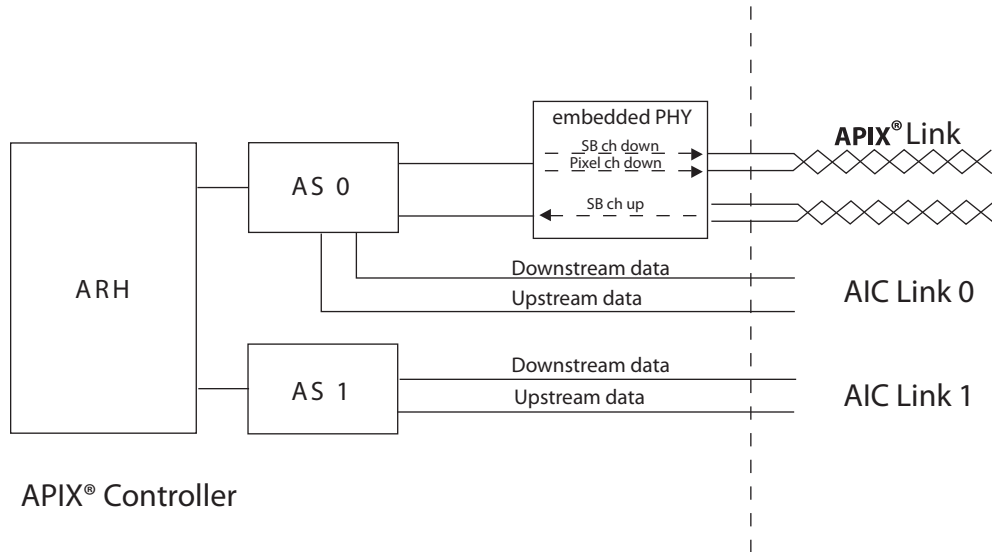 embedded PHY
SB ch down
Pixel ch down
SB ch up
APIX® Link
AS 0
ARH
Downstream data
Upstream data
AIC Link 0
AS 1
Downstream data
Upstream data
AIC Link 1
APIX® Controller